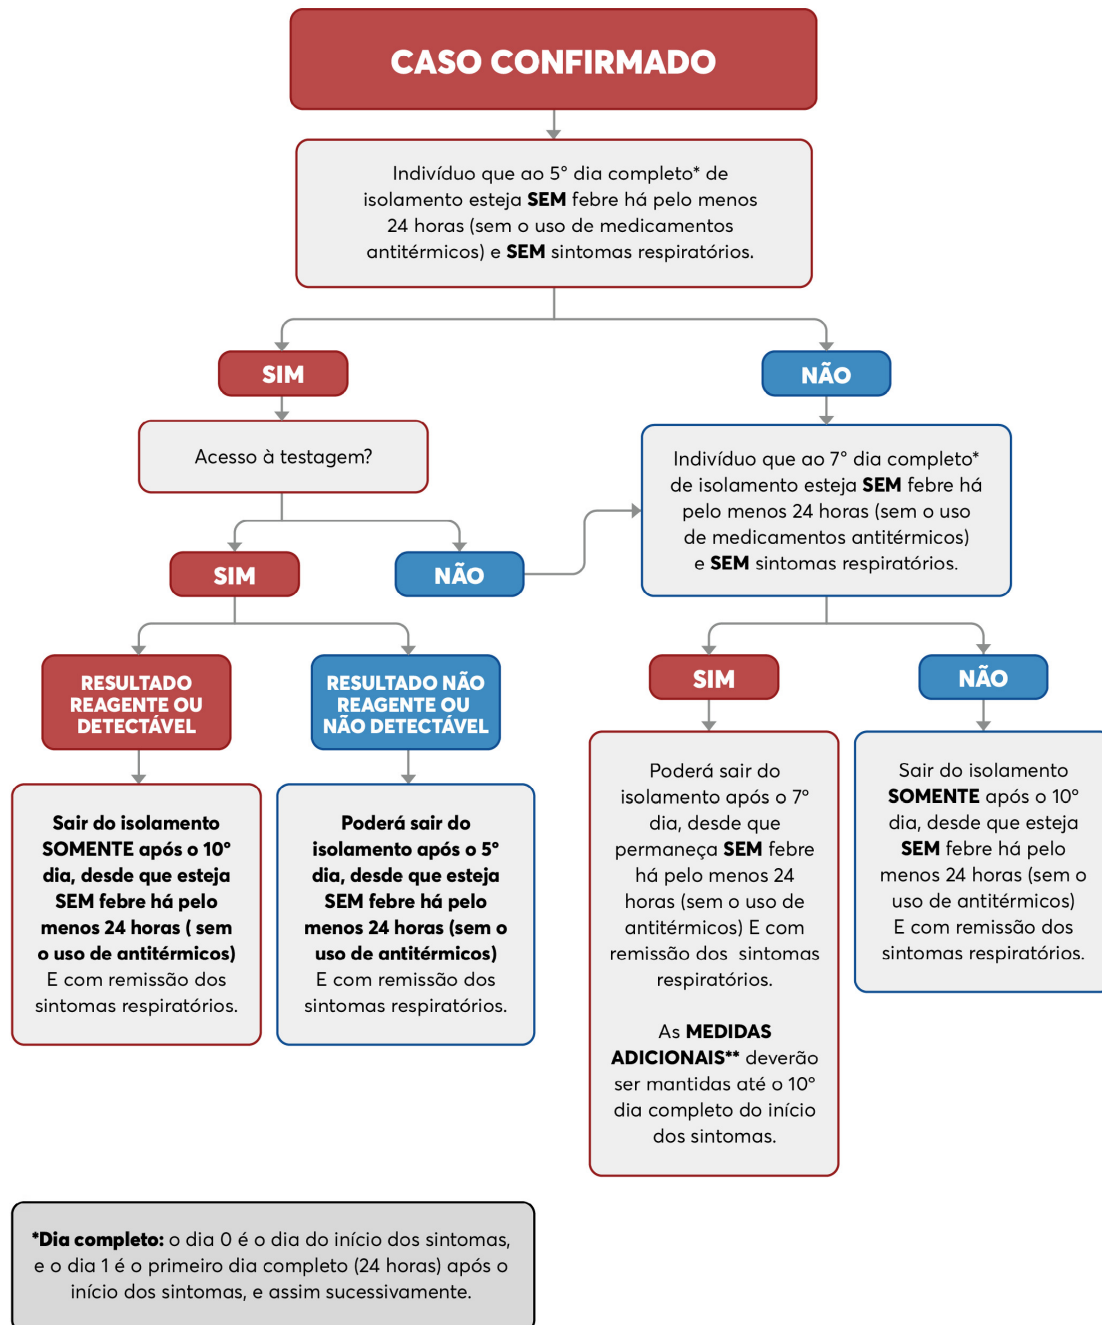 CASO CONFIRMADO
Indivíduo que ao 5° dia completo* de
isolamento esteja SEM febre há pelo menos
24 horas (sem o uso de medicamentos
antitérmicos) e SEM sintomas respiratórios.
SIM
NÃO
Acesso à testagem?
Indivíduo que ao 7° dia completo*
de isolamento esteja SEM febre há
pelo menos 24 horas (sem o uso
de medicamentos antitérmicos)
e SEM sintomas respiratórios.
SIM
NÃO
RESULTADO
REAGENTE OU
DETECTÁVEL
RESULTADO NÃO
REAGENTE OU
NÃO DETECTÁVEL
SIM
NÃO
Sair do isolamento
SOMENTE após o 10°
dia, desde que esteja
SEM febre há pelo
menos 24 horas ( sem
o uso de antitérmicos)
E com remissão dos
sintomas respiratórios.
Poderá sair do
isolamento após o 5°
dia, desde que esteja
SEM febre há pelo
menos 24 horas (sem o
uso de antitérmicos)
E com remissão dos
sintomas respiratórios.
Poderá sair do
isolamento após o 7°
dia, desde que
permaneça SEM febre
há pelo menos 24
horas (sem o uso de
antitérmicos) E com
remissão dos sintomas
respiratórios.
As MEDIDAS
ADICIONAIS** deverão
ser mantidas até o 10°
dia completo do início
dos sintomas.
Sair do isolamento
SOMENTE após o 10°
dia, desde que esteja
SEM febre há pelo
menos 24 horas (sem o
uso de antitérmicos)
E com remissão dos
sintomas respiratórios.
*Dia completo: o dia 0 é o dia do início dos sintomas,
e o dia 1 é o primeiro dia completo (24 horas) após o
início dos sintomas, e assim sucessivamente.